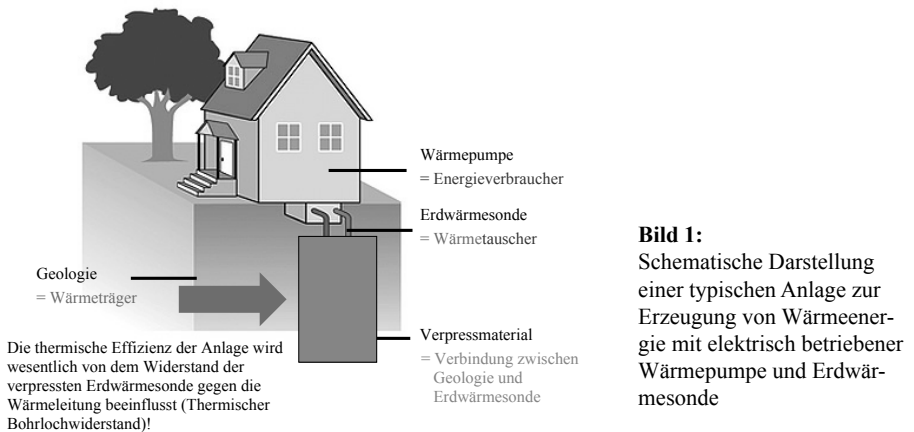 Wärmepumpe
= Energieverbraucher
Erdwärmesonde
= Wärmetauscher
Geologie
= Wärmeträger
Verpressmaterial
= Verbindung zwischen
Geologie und
Erdwärmesonde
Die thermische Effizienz der Anlage wird
wesentlich von dem Widerstand der
verpressten Erdwärmesonde gegen die
Wärmeleitung beeinflusst (Thermischer
Bohrlochwiderstand)!
Bild 1:
Schematische Darstellung
einer typischen Anlage zur
Erzeugung von Wärmeener-
gie mit elektrisch betriebener
Wärmepumpe und Erdwär-
mesonde